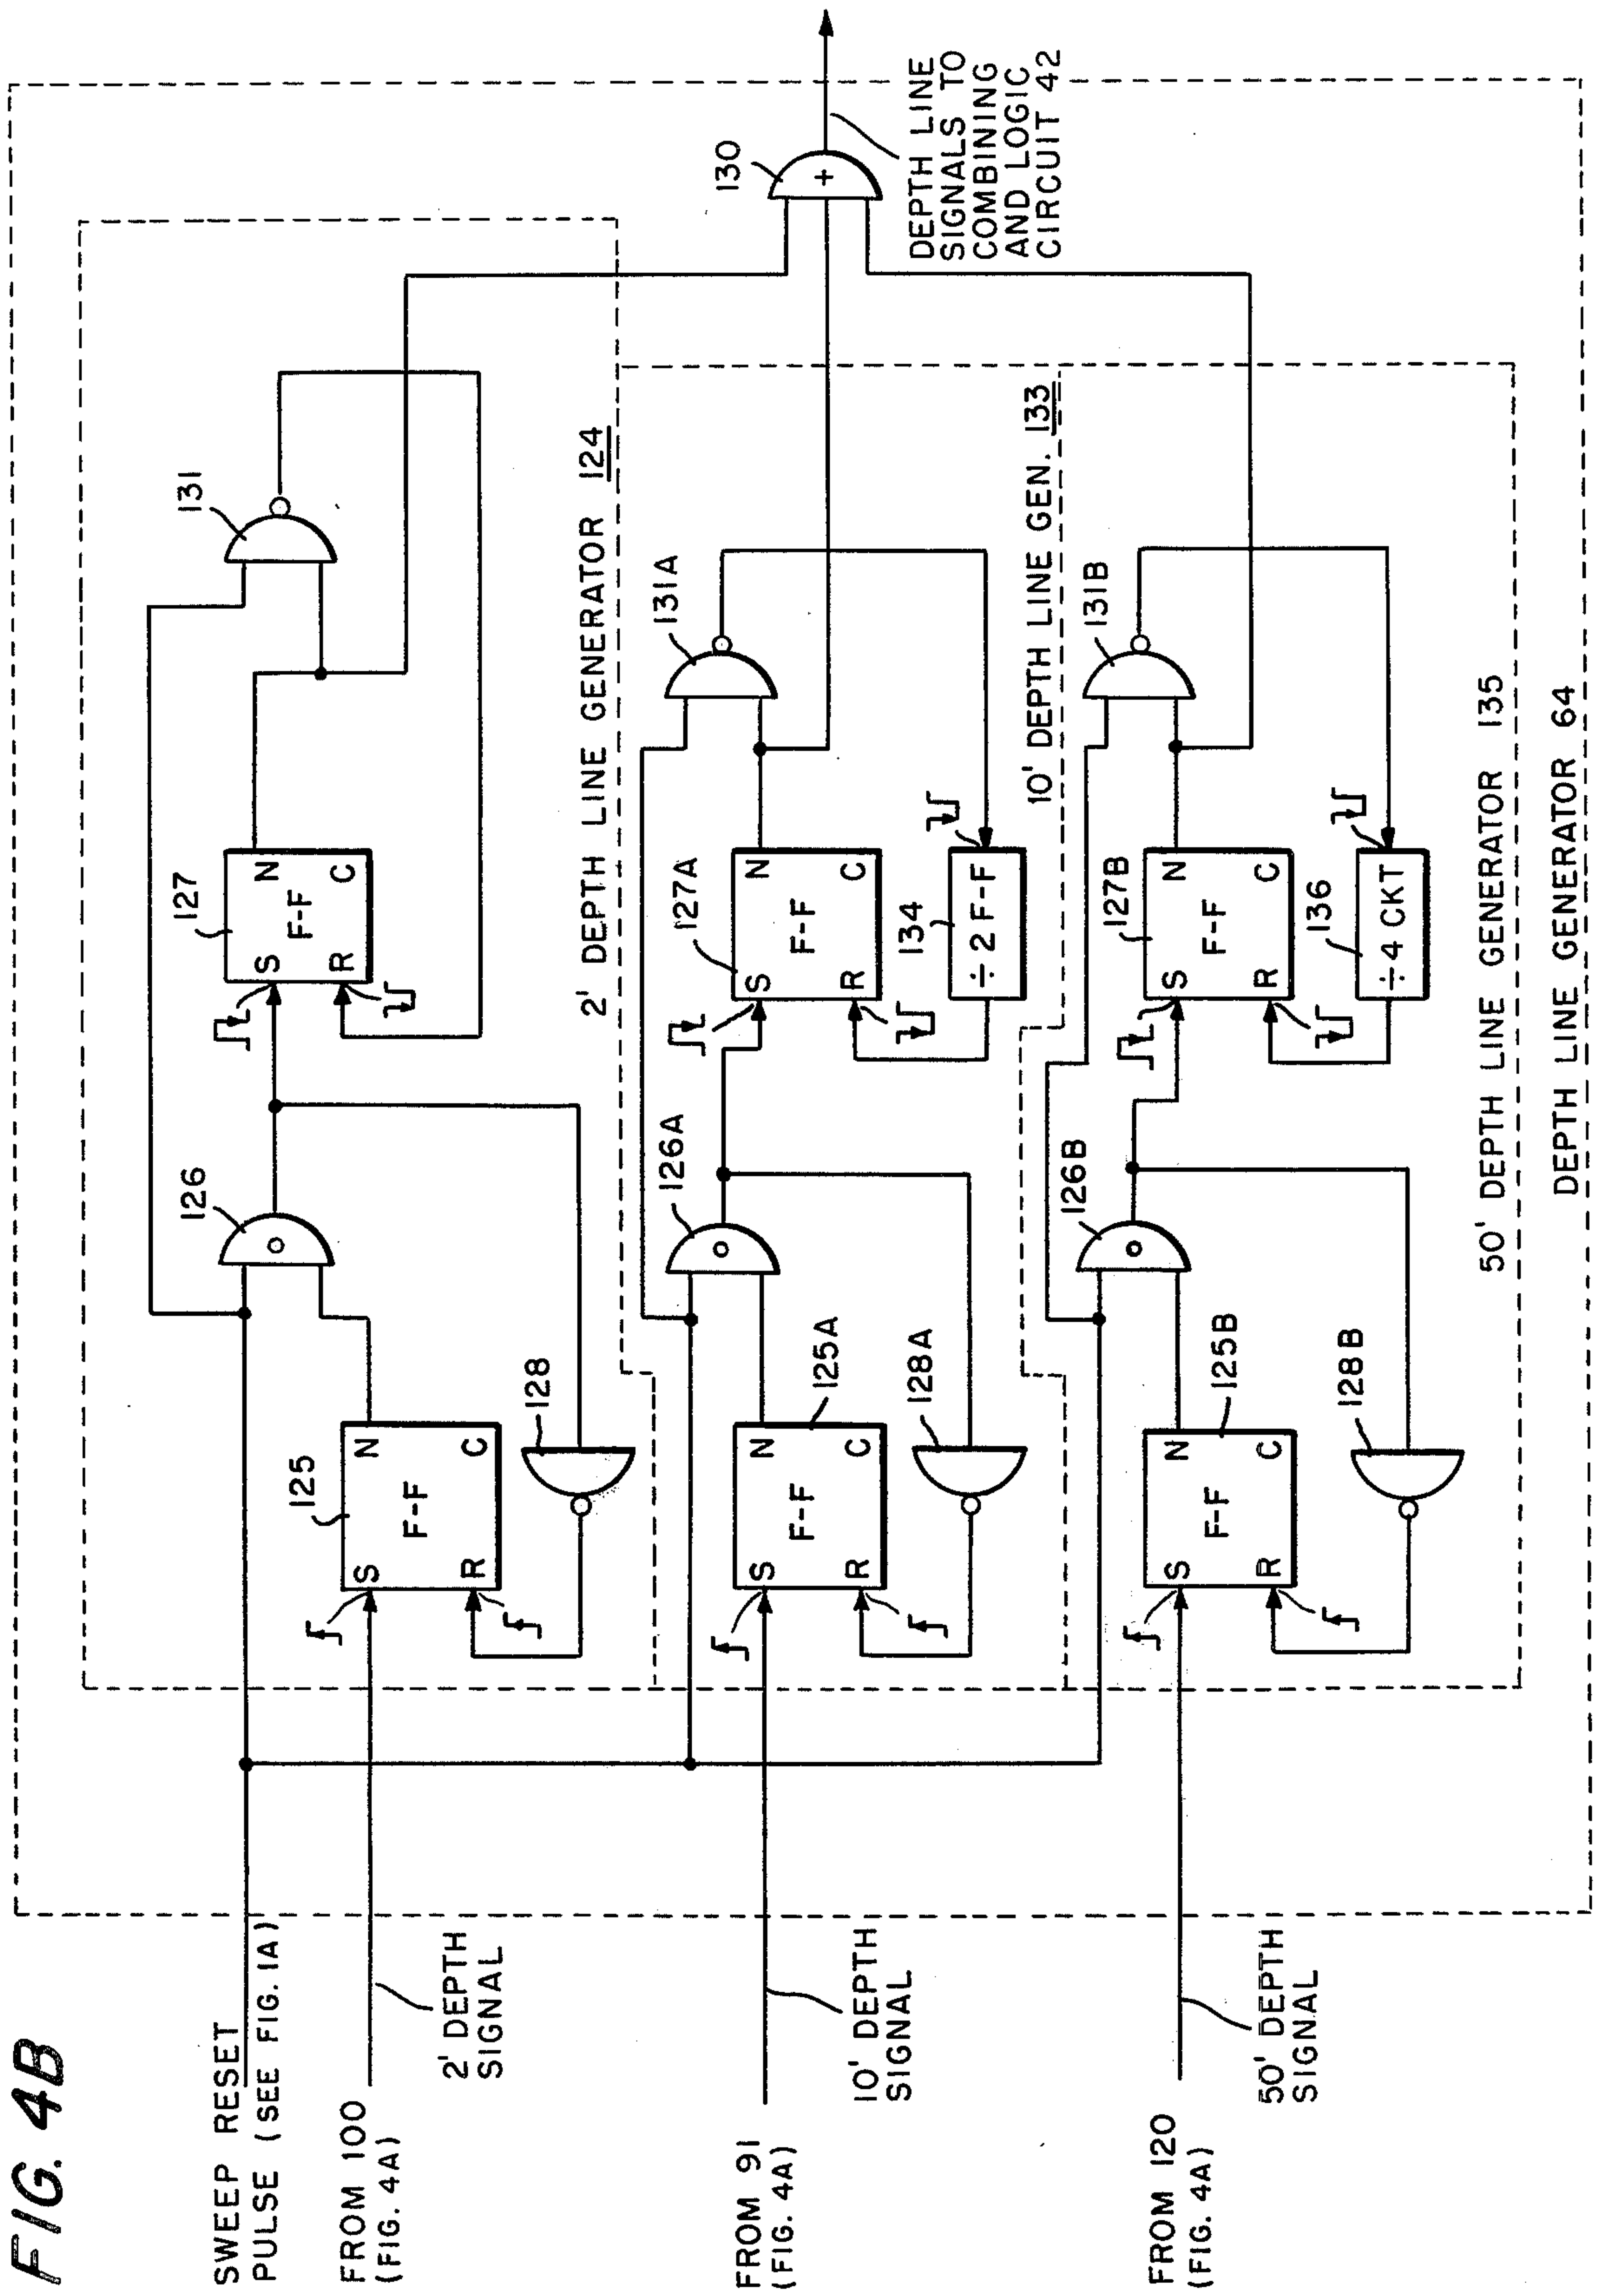 FIG. 4B
SWEEP RESET
PULSE (SEE FIG. 1A)
FROM 100
(FIG. 4A)
2' DEPTH
SIGNAL
FROM 91
(FIG. 4A)
10' DEPTH
SIGNAL
FROM 120
(FIG. 4A)
50' DEPTH
SIGNAL
125
S
N
F-F
R
C
128
126
127
S
N
F-F
R
C
131
2' DEPTH LINE GENERATOR 124
125A
S
N
F-F
R
C
128A
126A
127A
S
N
F-F
R
C
134
÷2 F-F
131A
10' DEPTH LINE GEN. 133
125B
S
N
F-F
R
C
128B
126B
127B
S
N
F-F
R
C
136
÷4 CKT
131B
50' DEPTH LINE GENERATOR 135
DEPTH LINE GENERATOR 64
130
+
DEPTH LINE
SIGNALS TO
COMBINING
AND LOGIC
CIRCUIT 42